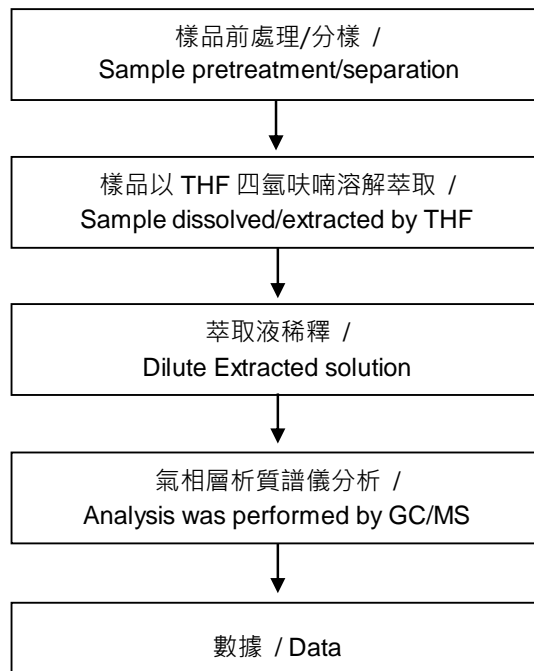 樣品前處理/分樣 /
Sample pretreatment/separation
樣品以 THF 四氫呋喃溶解萃取 /
Sample dissolved/extracted by THF
萃取液稀釋 /
Dilute Extracted solution
氣相層析質譜儀分析 /
Analysis was performed by GC/MS
數據 / Data